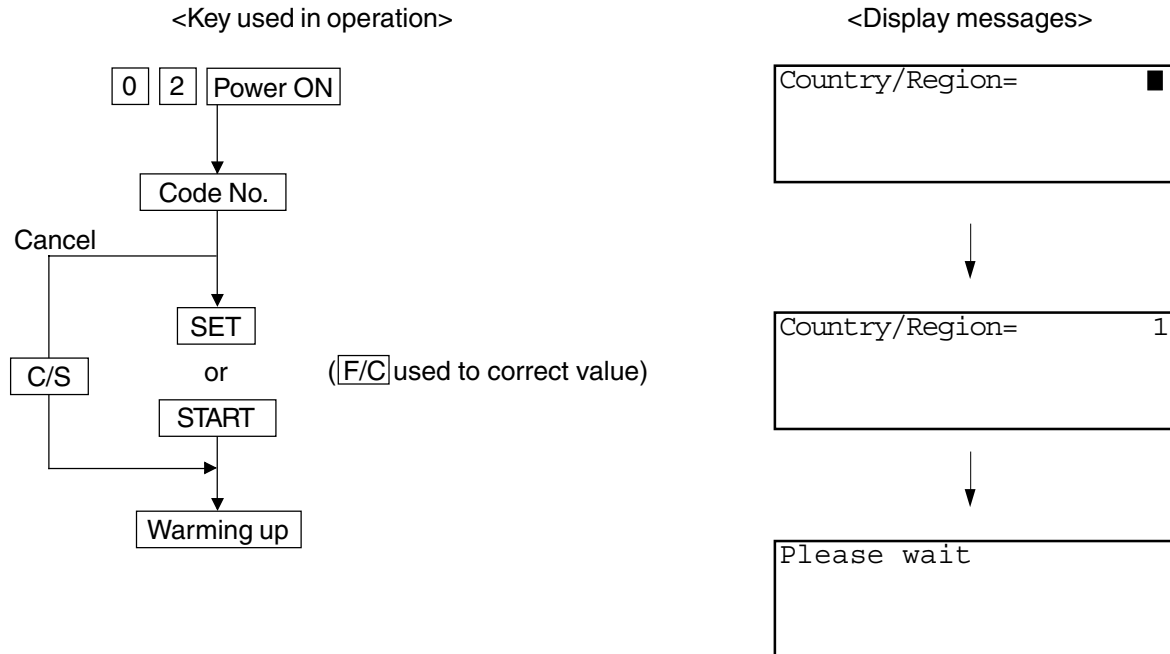 <Key used in operation>
0 2 Power ON
Code No.
Cancel
SET
C/S
or
(F/C used to correct value)
START
Warming up
<Display messages>
Country/Region=
Country/Region= 1
Please wait